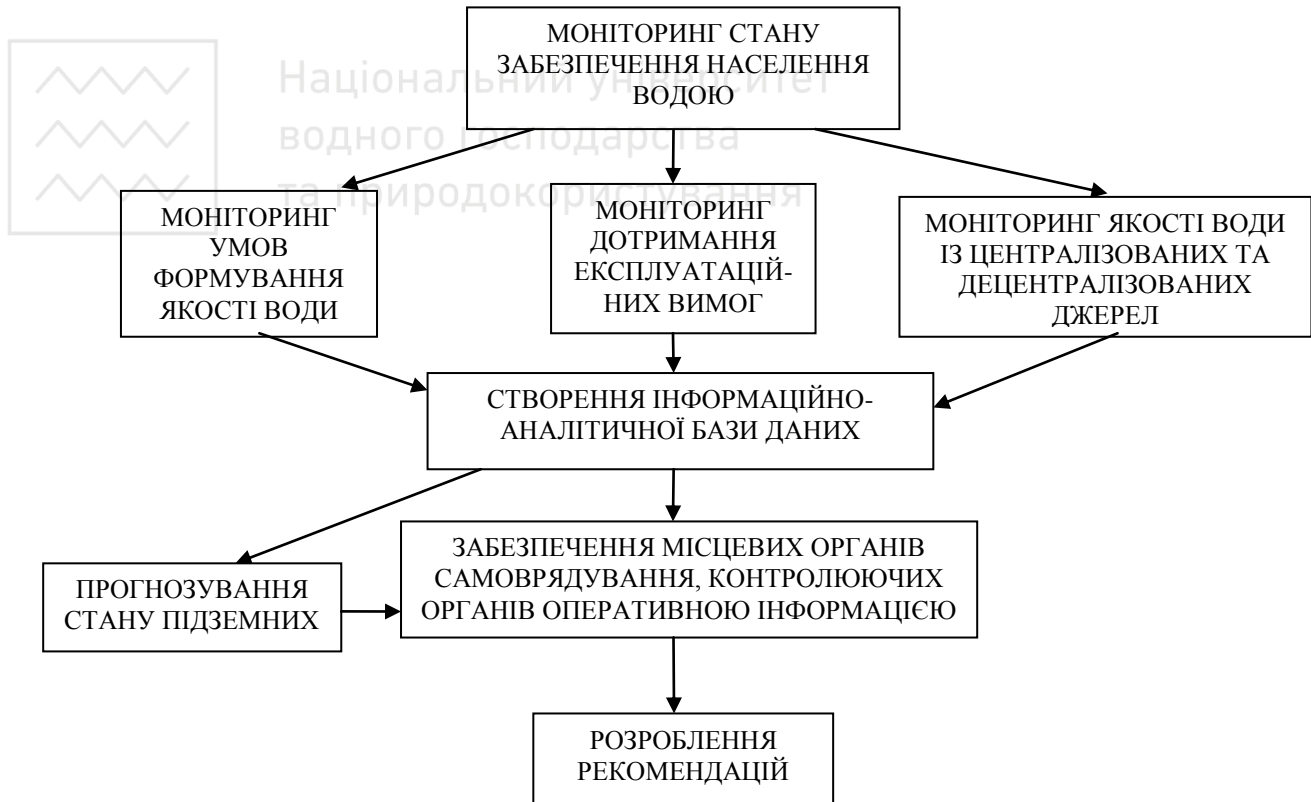 МОНІТОРИНГ СТАНУ
ЗАБЕЗПЕЧЕННЯ НАСЕЛЕННЯ
ВОДОЮ
Національний університет
водного господарства
та природокористування
МОНІТОРИНГ
УМОВ
ФОРМУВАННЯ
ЯКОСТІ ВОДИ
МОНІТОРИНГ
ДОТРИМАННЯ
ЕКСПЛУАТАЦІЙ-
НИХ ВИМОГ
МОНІТОРИНГ ЯКОСТІ ВОДИ
ІЗ ЦЕНТРАЛІЗОВАНИХ ТА
ДЕЦЕНТРАЛІЗОВАНИХ
ДЖЕРЕЛ
СТВОРЕННЯ ІНФОРМАЦІЙНО-
АНАЛІТИЧНОЇ БАЗИ ДАНИХ
ПРОГНОЗУВАННЯ
СТАНУ ПІДЗЕМНИХ
ЗАБЕЗПЕЧЕННЯ МІСЦЕВИХ ОРГАНІВ
САМОВРЯДУВАННЯ, КОНТРОЛЮЮЧИХ
ОРГАНІВ ОПЕРАТИВНОЮ ІНФОРМАЦІЄЮ
РОЗРОБЛЕННЯ
РЕКОМЕНДАЦІЙ